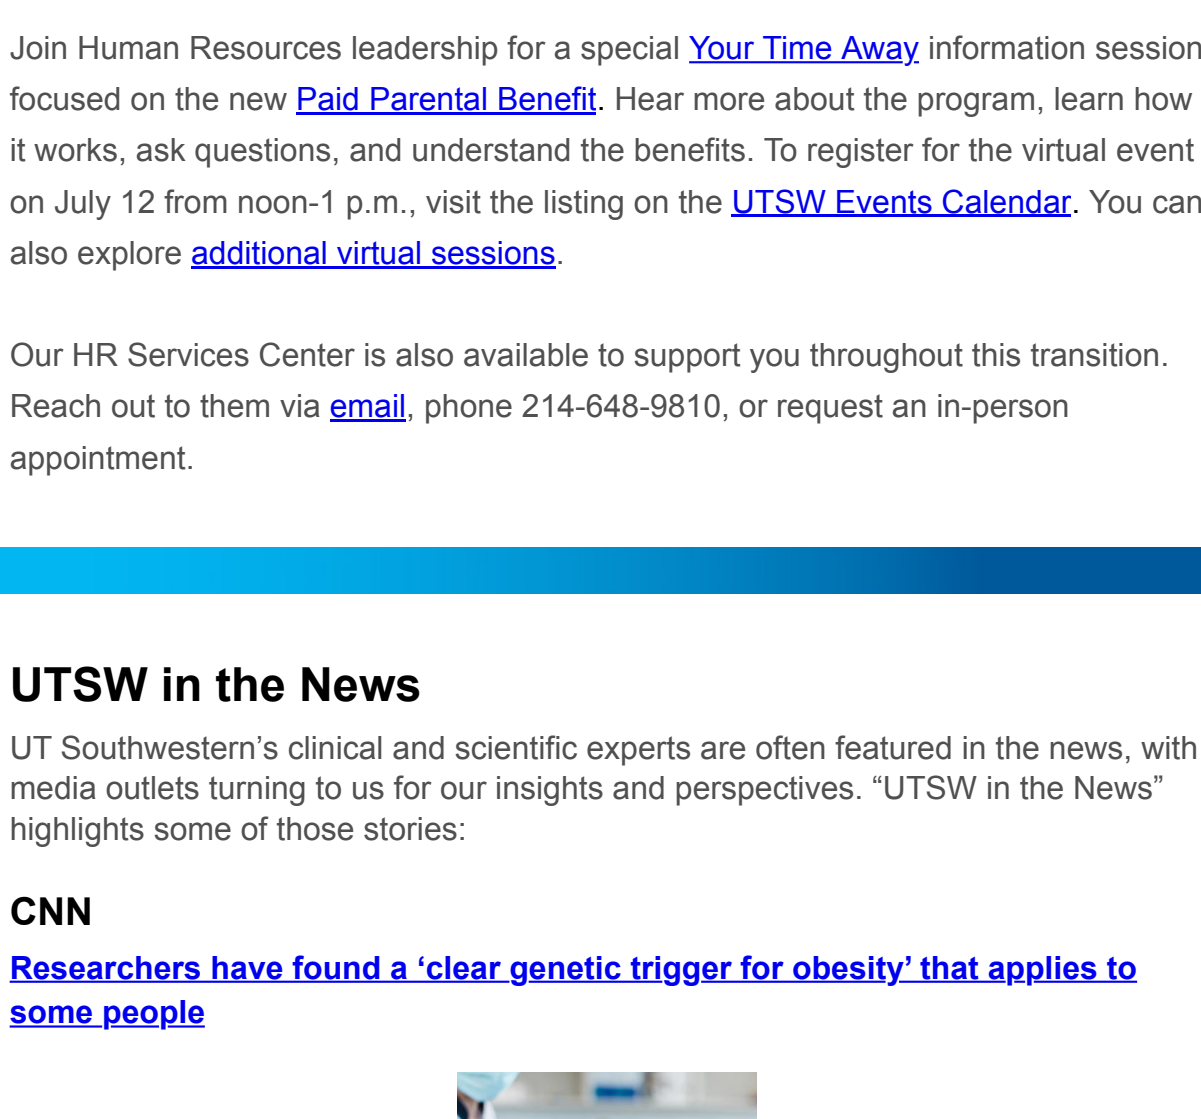 Join Human Resources leadership for a special Your Time Away information session
focused on the new Paid Parental Benefit. Hear more about the program, learn how
it works, ask questions, and understand the benefits. To register for the virtual event
on July 12 from noon-1 p.m., visit the listing on the UTSW Events Calendar. You can
also explore additional virtual sessions.
Our HR Services Center is also available to support you throughout this transition.
Reach out to them via email, phone 214-648-9810, or request an in-person
appointment.
UTSW in the News
UT Southwestern’s clinical and scientific experts are often featured in the news, with
media outlets turning to us for our insights and perspectives. “UTSW in the News”
highlights some of those stories:
CNN
Researchers have found a ‘clear genetic trigger for obesity’ that applies to
some people